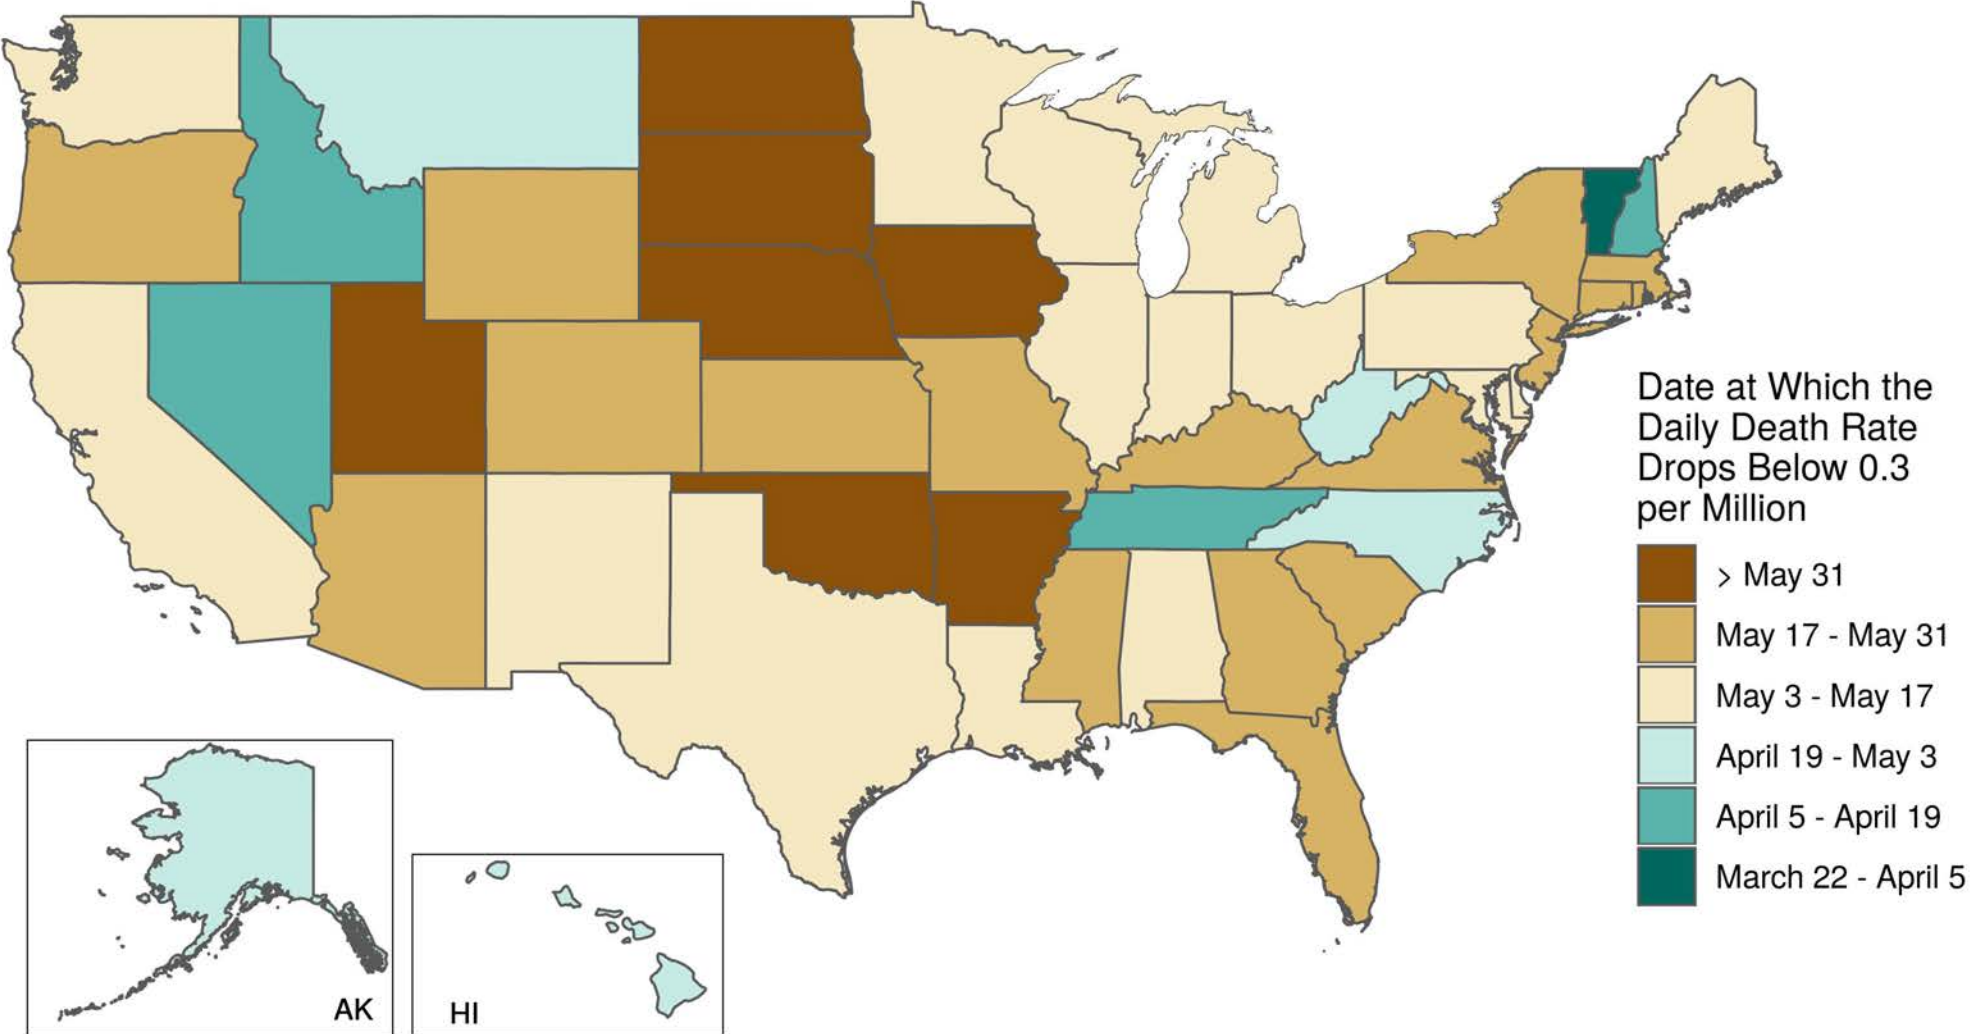 Date at Which the
Daily Death Rate
Drops Below 0.3
per Million
> May 31
May 17 - May 31
May 3 - May 17
April 19 - May 3
April 5 - April 19
March 22 - April 5
AK
HI